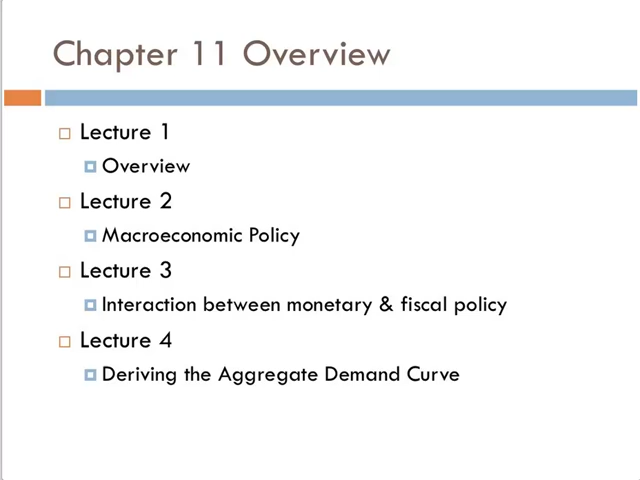 Chapter 11 Overview
Lecture 1
Overview
Lecture 2
Macroeconomic Policy
Lecture 3
Interaction between monetary & fiscal policy
Lecture 4
Deriving the Aggregate Demand Curve